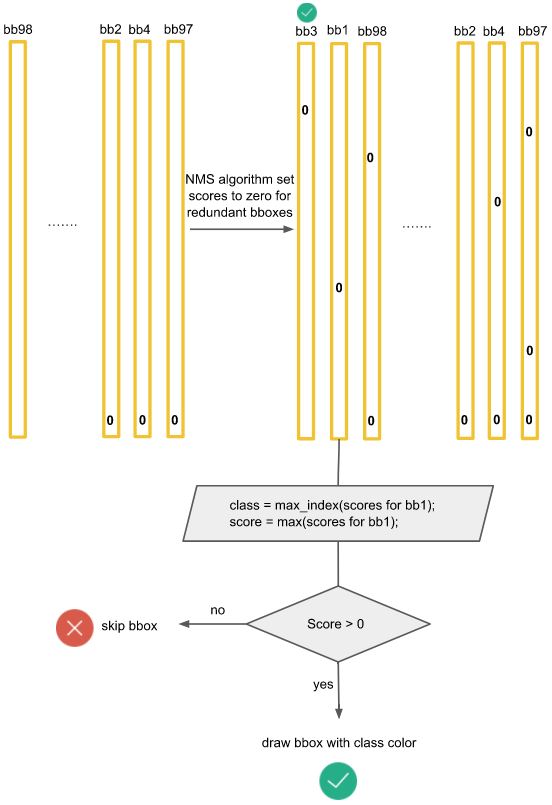 bb98 bb2 bb4 bb97 bb3 bb1 bb98 bb2 bb4 bb97
0
0
0
NMS algorithm set
scores to zero for
redundant bboxes
0
....... .......
0
0
0 0 0 0 0 0 0
class = max_index(scores for bb1);
score = max(scores for bb1);
no
skip bbox
Score > 0
yes
draw bbox with class color